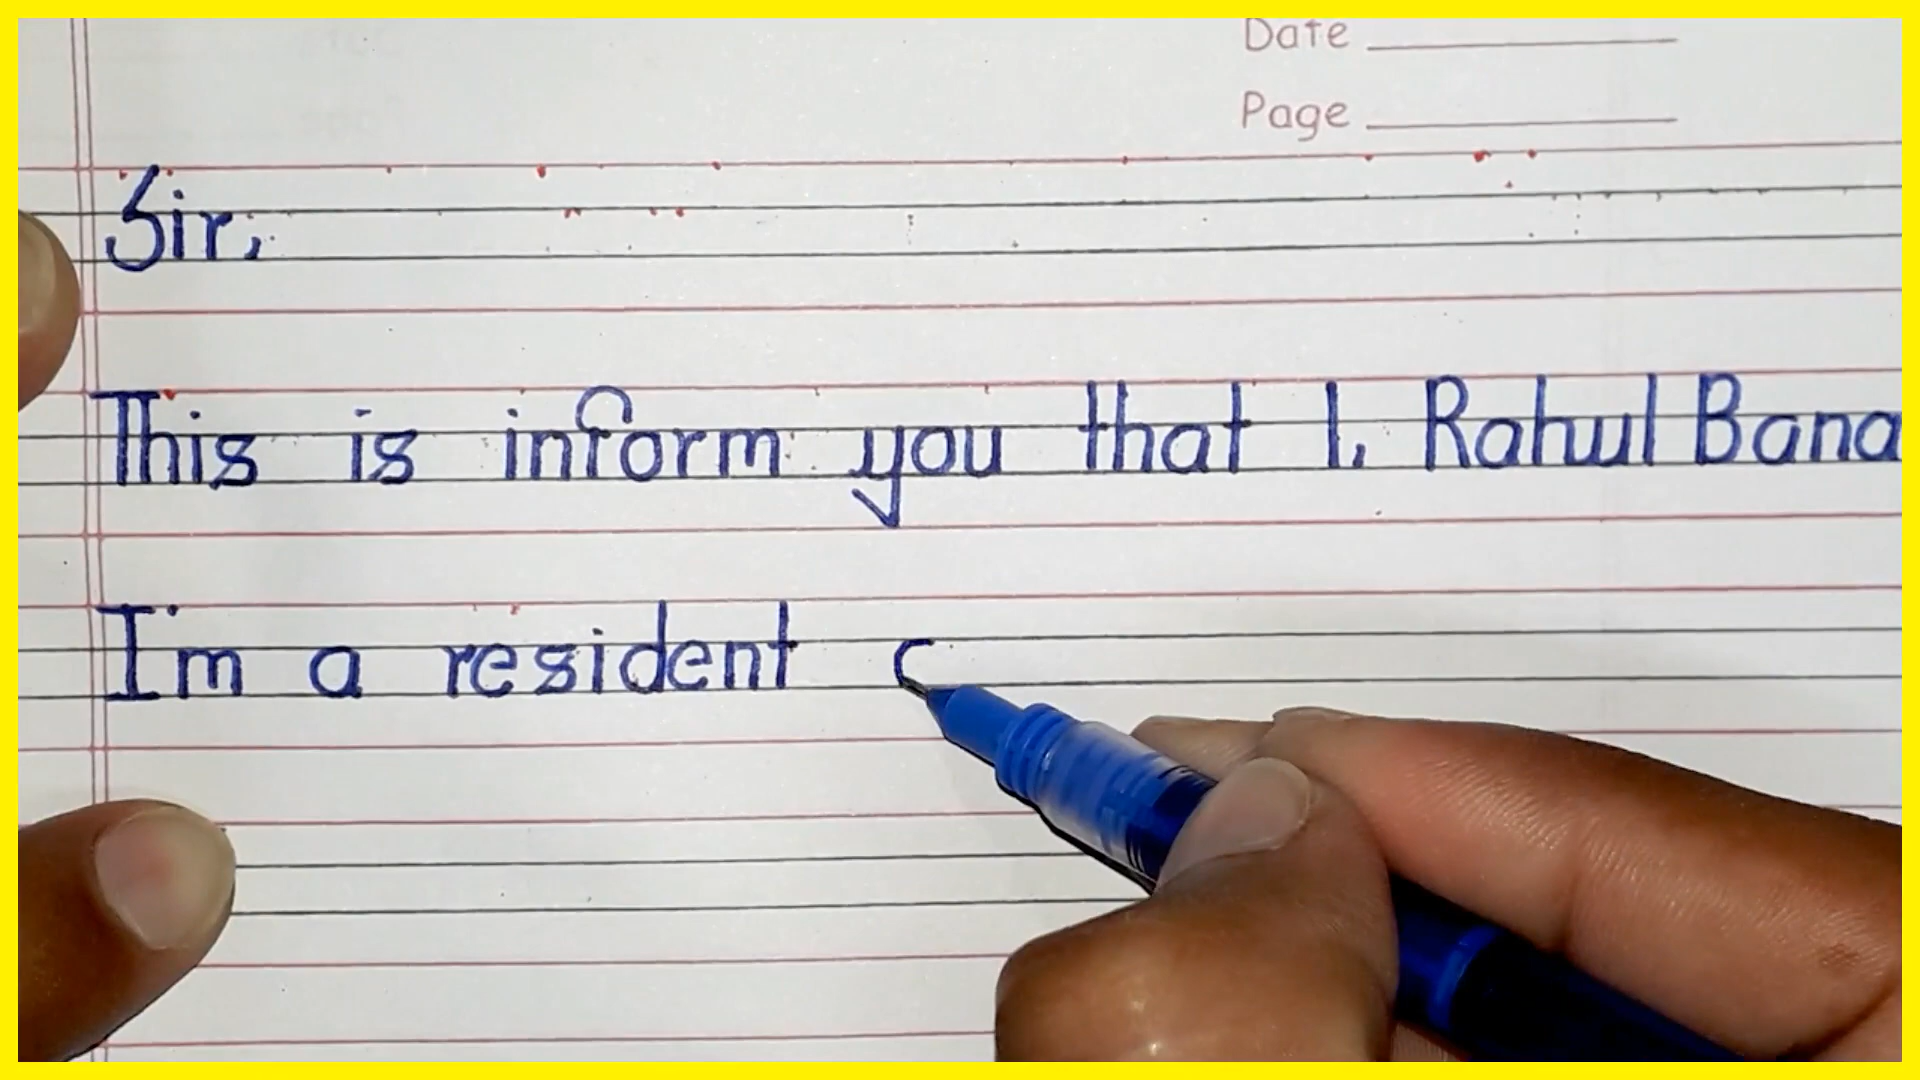 Date
Page
Sir,
This is inform you that I, Rahul Bana
I'm a resident